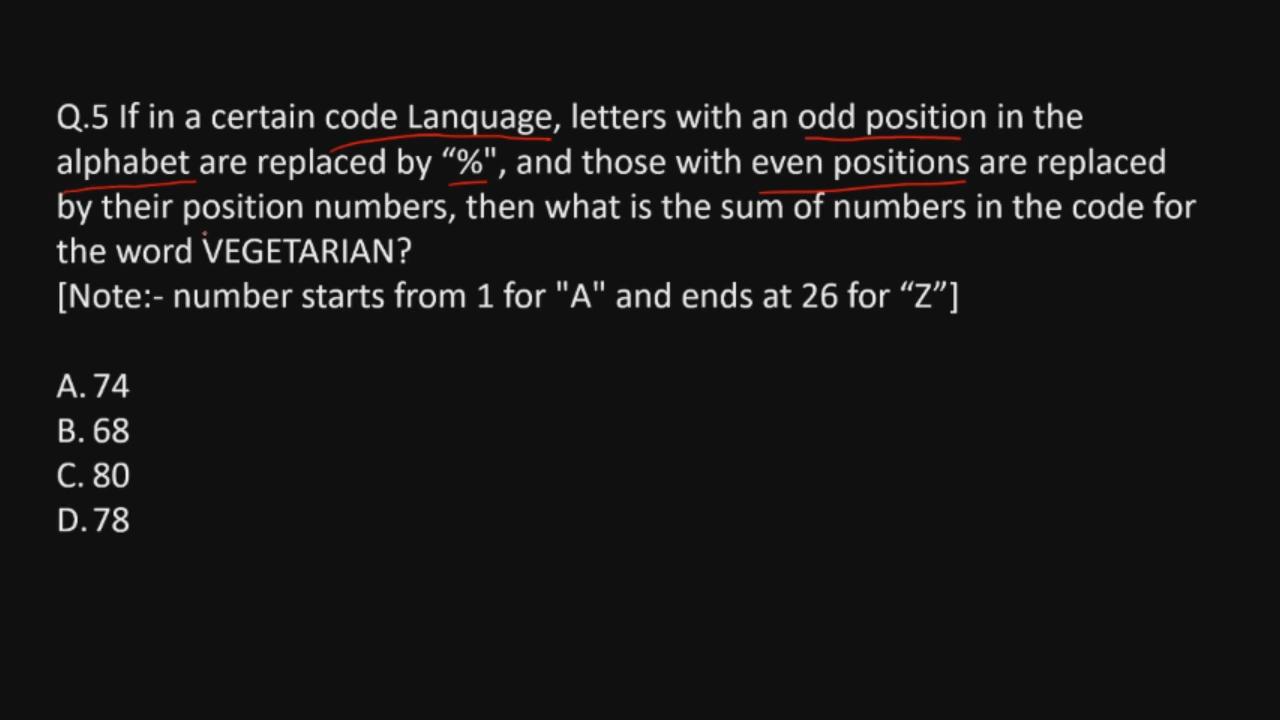 Q.5 If in a certain code Lanquage, letters with an odd position in the
alphabet are replaced by “%", and those with even positions are replaced
by their position numbers, then what is the sum of numbers in the code for
the word VEGETARIAN?
[Note:- number starts from 1 for "A" and ends at 26 for “Z”]
A. 74
B. 68
C. 80
D. 78